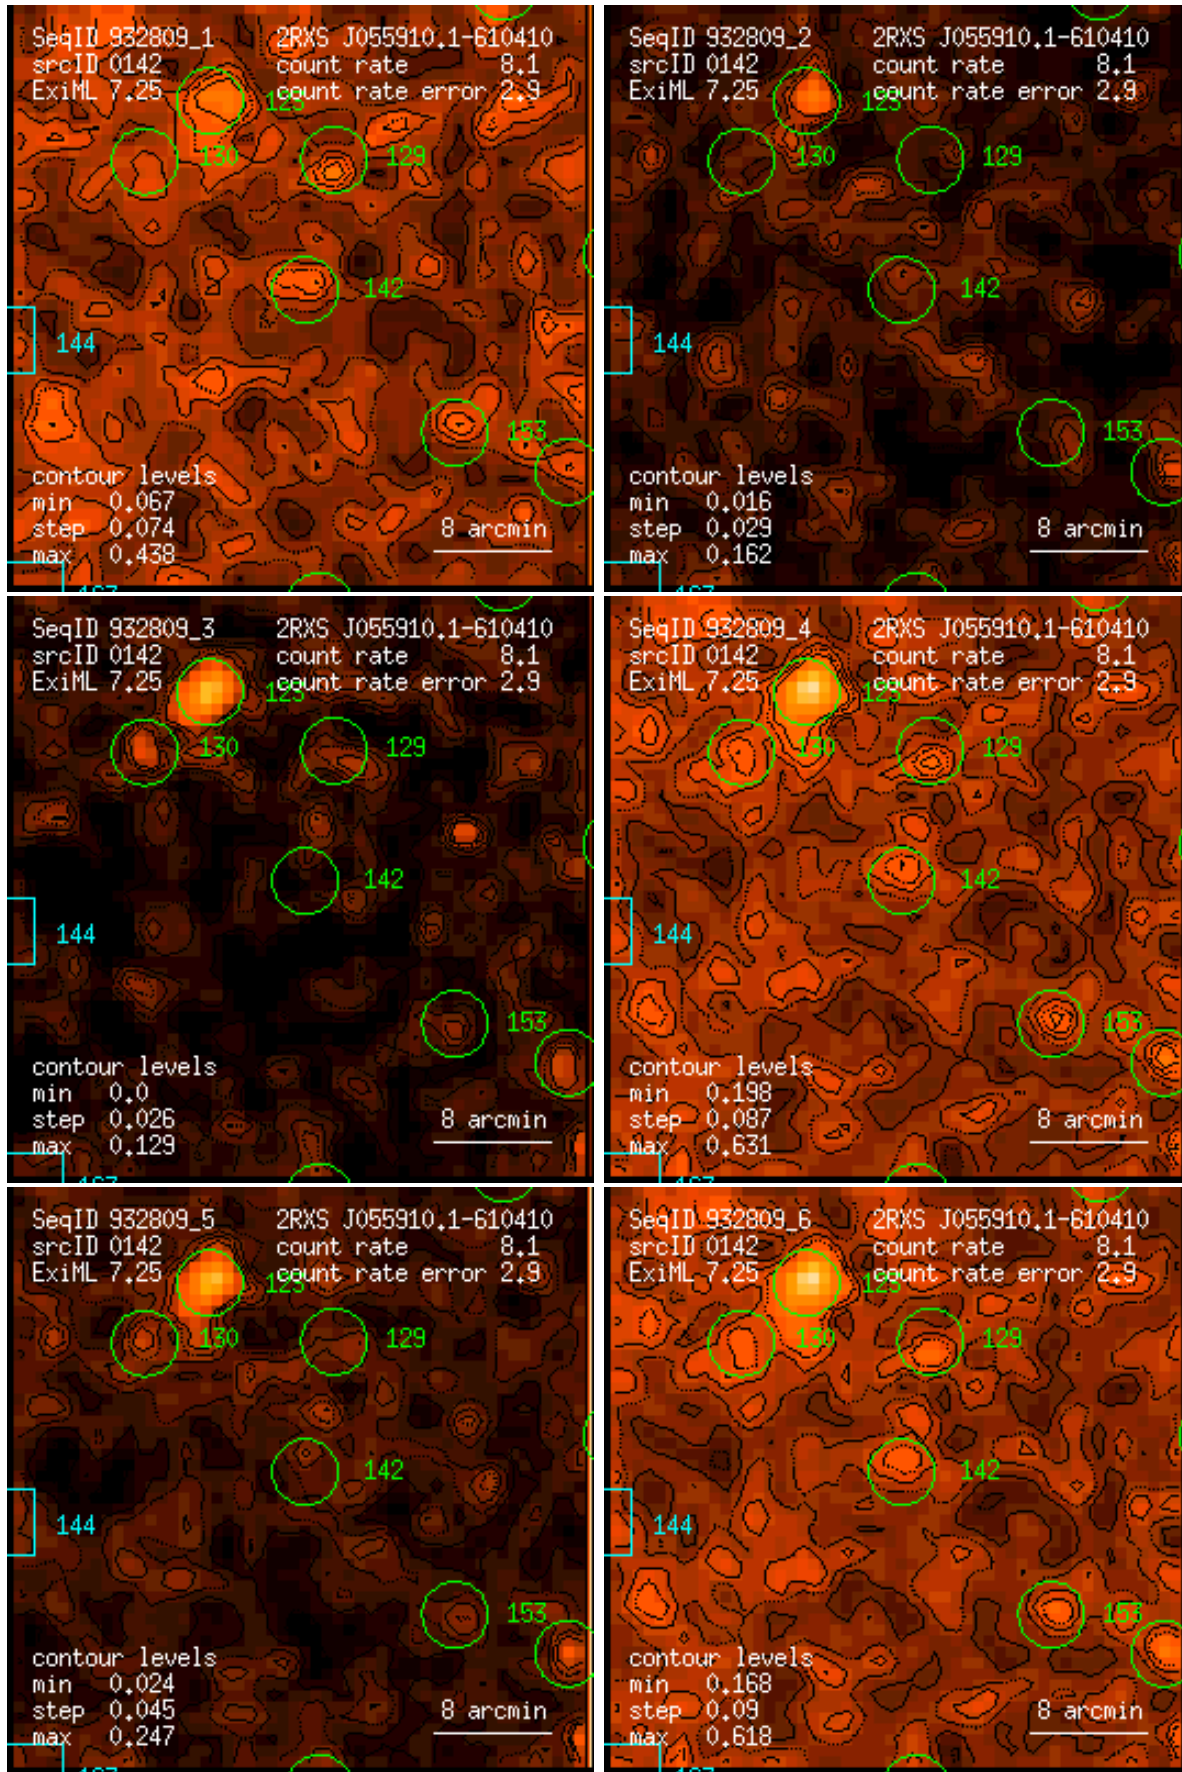 SeqID 932809_1 2RXS J055910.1-610410
srcID 0142 count rate 8.1
ExiML 7.25 count rate error 2.9
130 129
142
144
153
contour levels
min 0.067
step 0.074 8 arcmin
max 0.438
SeqID 932809_2 2RXS J055910.1-610410
srcID 0142 count rate 8.1
ExiML 7.25 count rate error 2.9
130 129
142
144
153
contour levels
min 0.016
step 0.029 8 arcmin
max 0.162
SeqID 932809_3 2RXS J055910.1-610410
srcID 0142 count rate 8.1
ExiML 7.25 count rate error 2.9
130 129
142
144
153
contour levels
min 0.0
step 0.026 8 arcmin
max 0.129
SeqID 932809_4 2RXS J055910.1-610410
srcID 0142 count rate 8.1
ExiML 7.25 count rate error 2.9
130 129
142
144
153
contour levels
min 0.198
step 0.087 8 arcmin
max 0.631
SeqID 932809_5 2RXS J055910.1-610410
srcID 0142 count rate 8.1
ExiML 7.25 count rate error 2.9
130 129
142
144
153
contour levels
min 0.024
step 0.045 8 arcmin
max 0.247
SeqID 932809_6 2RXS J055910.1-610410
srcID 0142 count rate 8.1
ExiML 7.25 count rate error 2.9
130 129
142
144
153
contour levels
min 0.168
step 0.09 8 arcmin
max 0.618